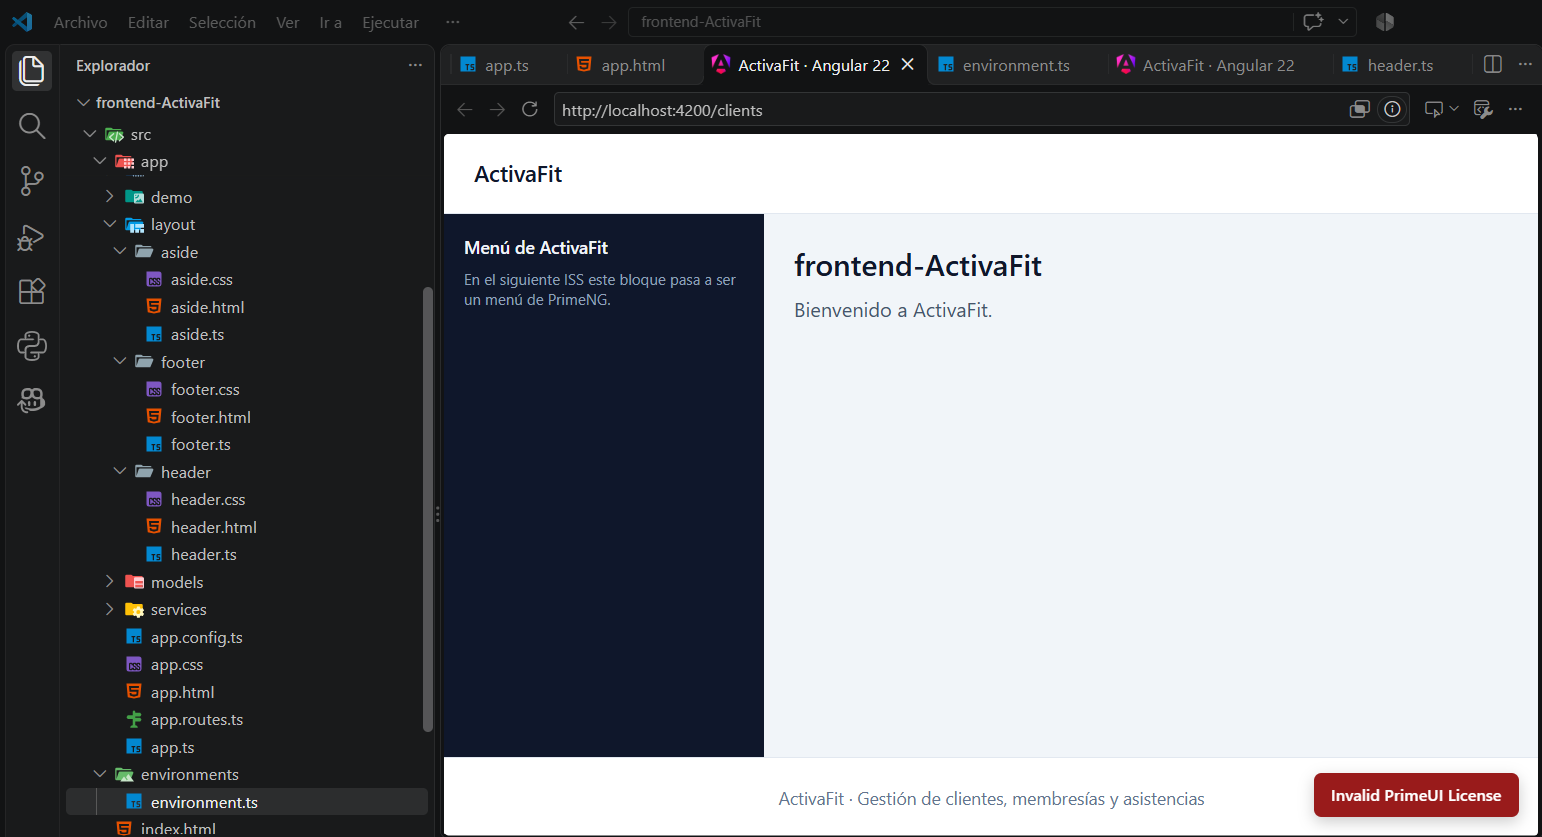 Archivo Editar Selección Ver Ir a Ejecutar ···
frontend-ActivaFit
Explorador ···
frontend-ActivaFit
src
app
demo
layout
aside
aside.css
aside.html
aside.ts
footer
footer.css
footer.html
footer.ts
header
header.css
header.html
header.ts
models
services
app.config.ts
app.css
app.html
app.routes.ts
app.ts
environments
environment.ts
index.html
app.ts
app.html
ActivaFit · Angular 22
environment.ts
ActivaFit · Angular 22
header.ts
http://localhost:4200/clients
ActivaFit
Menú de ActivaFit
En el siguiente ISS este bloque pasa a ser
un menú de PrimeNG.
frontend-ActivaFit
Bienvenido a ActivaFit.
ActivaFit · Gestión de clientes, membresías y asistencias
Invalid PrimeUI License